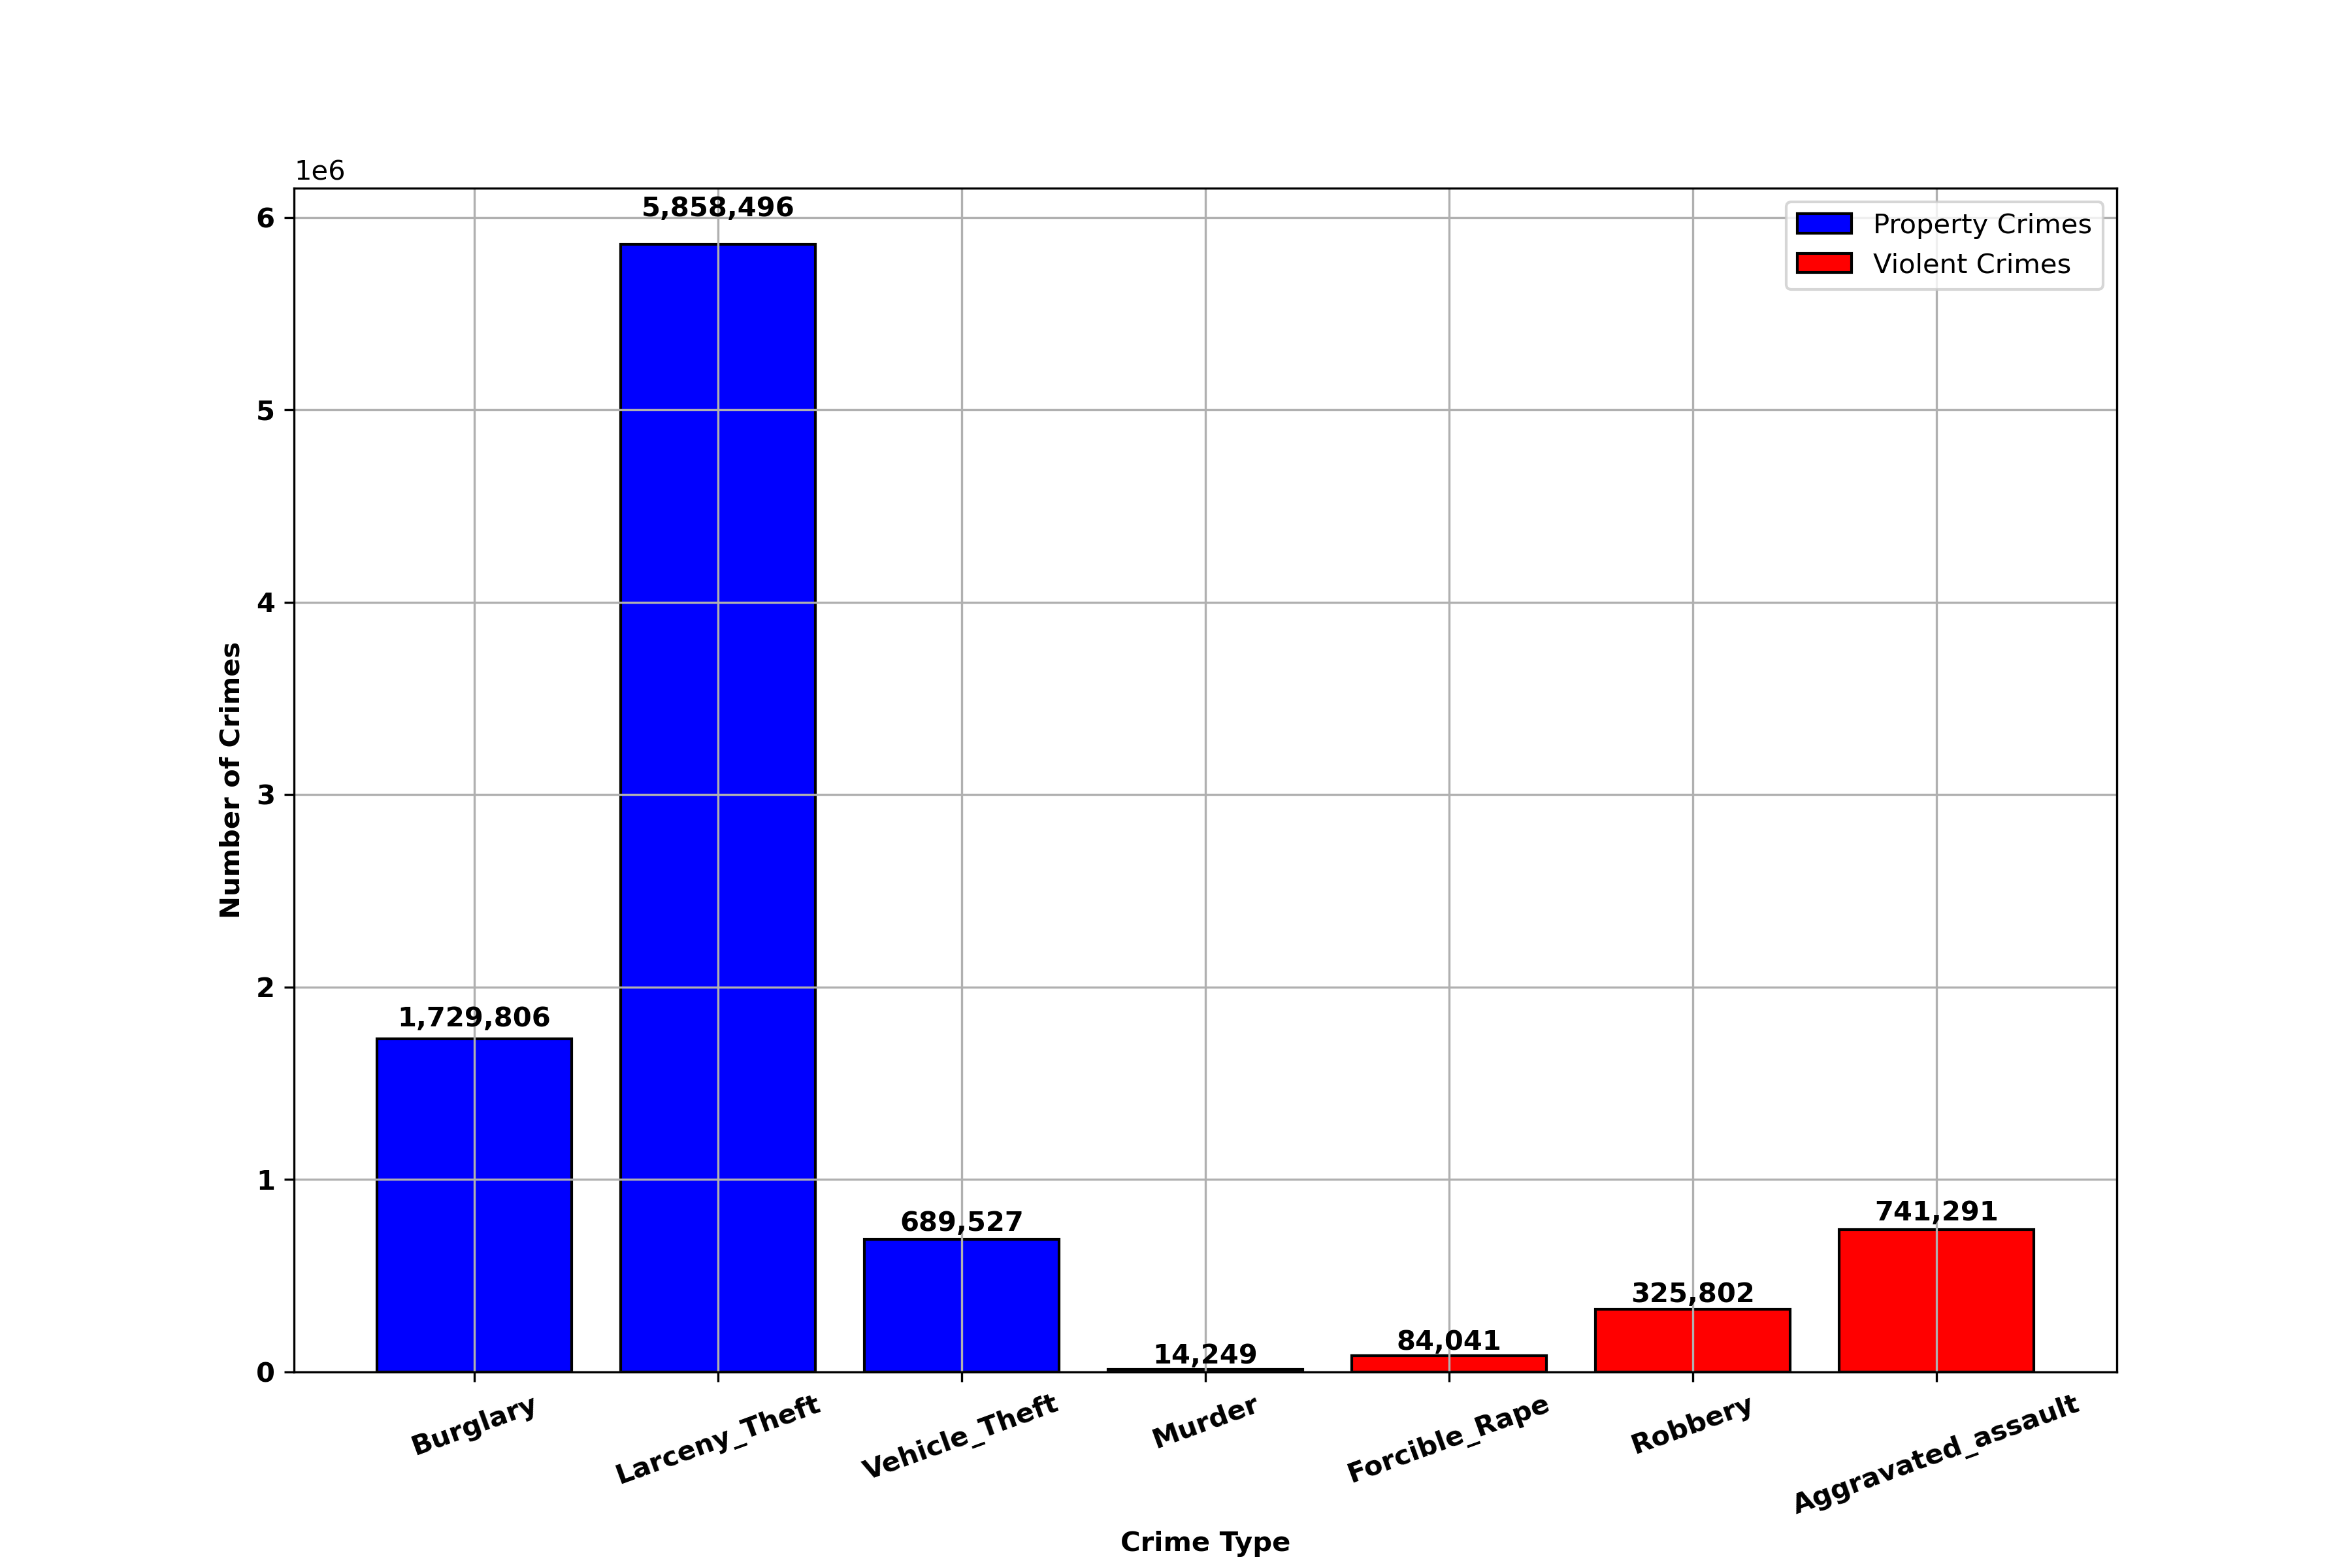 1e6
6
5
4
3
2
1
0
Number of Crimes
5,858,496
1,729,806
689,527
14,249
84,041
325,802
741,291
Property Crimes
Violent Crimes
Burglary
Larceny_Theft
Vehicle_Theft
Murder
Forcible_Rape
Robbery
Aggravated_assault
Crime Type